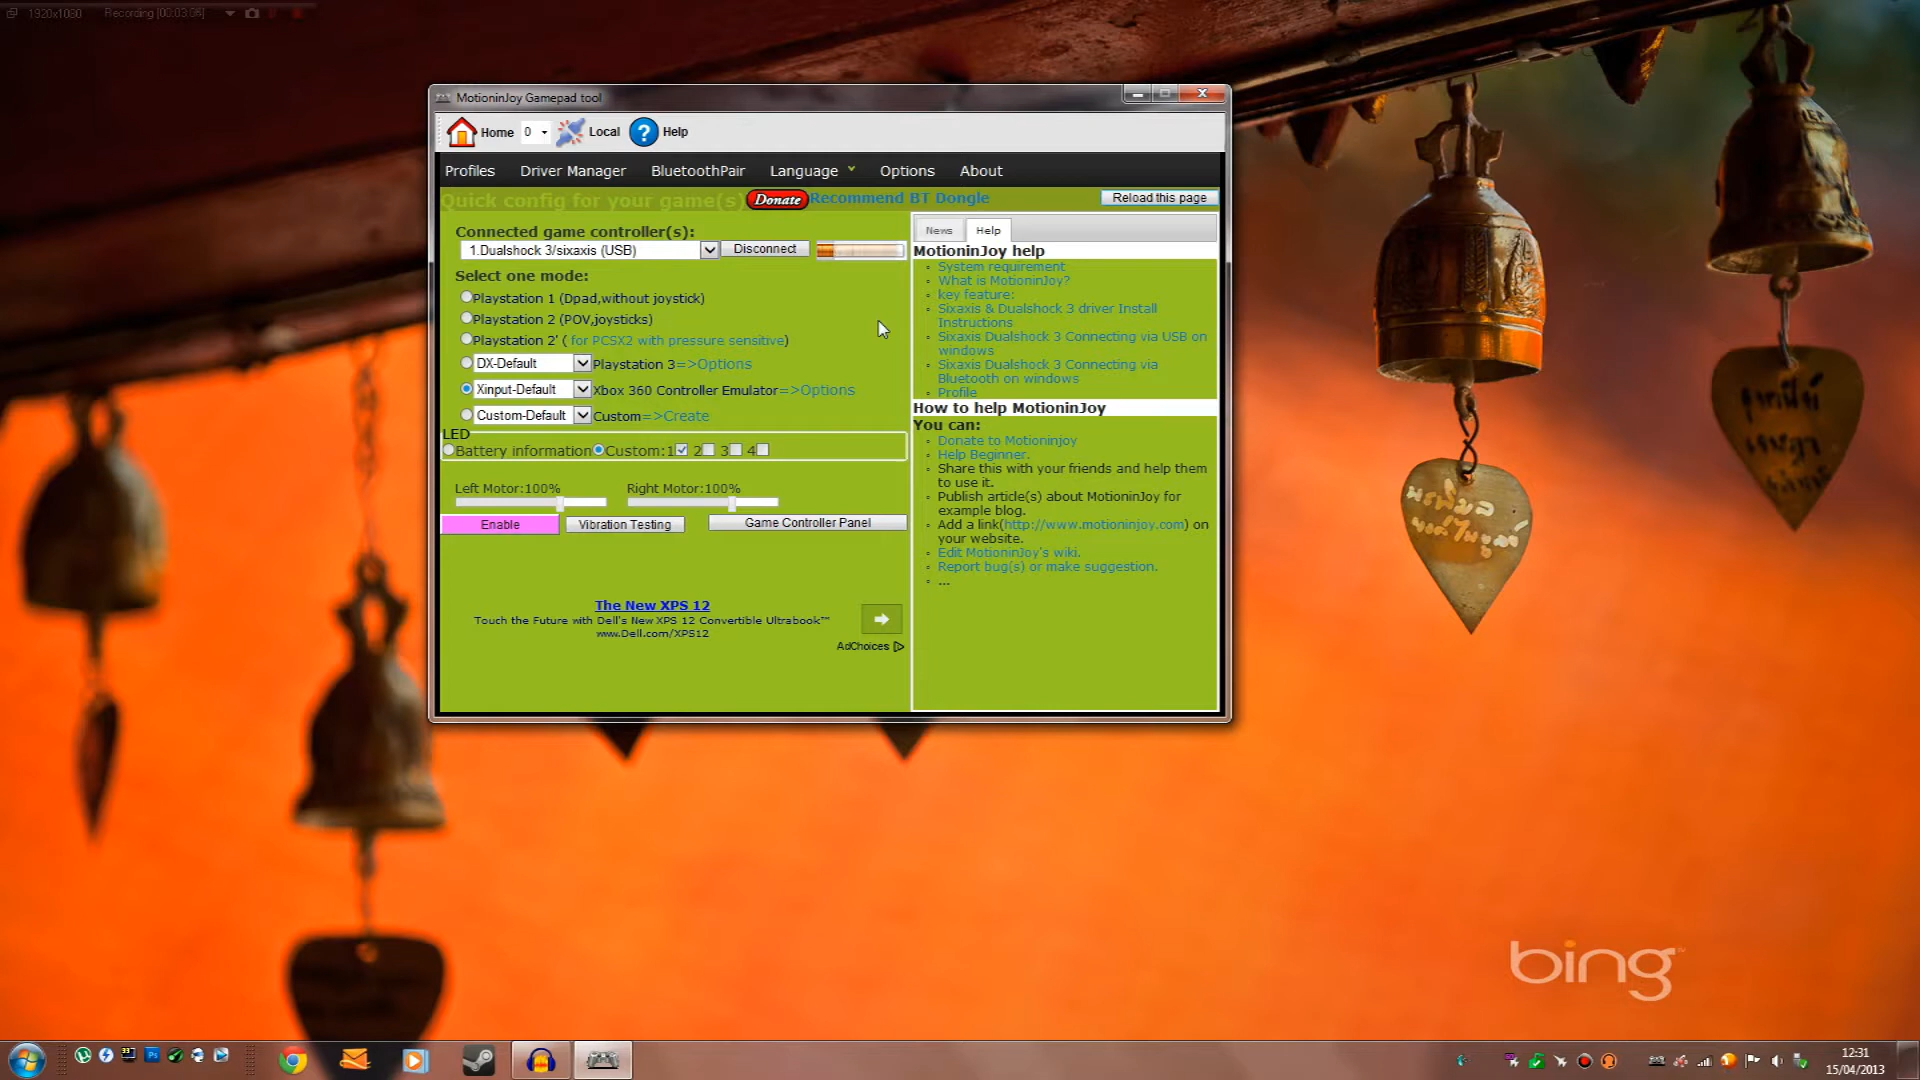 1920x1080 Recording [00:03:06]
MotioninJoy Gamepad tool
Home 0 Local ? Help
Profiles Driver Manager BluetoothPair Language Options About
Quick config for your game(s) Donate Recommend BT Dongle Reload this page
Connected game controller(s):
1.Dualshock 3/sixaxis (USB) Disconnect
Select one mode:
Playstation 1 (Dpad,without joystick)
Playstation 2 (POV,joysticks)
Playstation 2' ( for PCSX2 with pressure sensitive)
DX-Default Playstation 3=>Options
Xinput-Default Xbox 360 Controller Emulator=>Options
Custom-Default Custom=>Create
LED
Battery information Custom:1 2 3 4
Left Motor:100% Right Motor:100%
Enable Vibration Testing Game Controller Panel
The New XPS 12
Touch the Future with Dell's New XPS 12 Convertible Ultrabook™
www.Dell.com/XPS12
AdChoices
News Help
MotioninJoy help
System requirement
What is MotioninJoy?
key feature:
Sixaxis & Dualshock 3 driver Install
Instructions
Sixaxis Dualshock 3 Connecting via USB on
windows
Sixaxis Dualshock 3 Connecting via
Bluetooth on windows
Profile
How to help MotioninJoy
You can:
Donate to Motioninjoy
Help Beginner.
Share this with your friends and help them
to use it.
Publish article(s) about MotioninJoy for
example blog.
Add a link(http://www.motioninjoy.com) on
your website.
Edit MotioninJoy's wiki.
Report bug(s) or make suggestion.
...
bing
Ps
12:31
15/04/2013